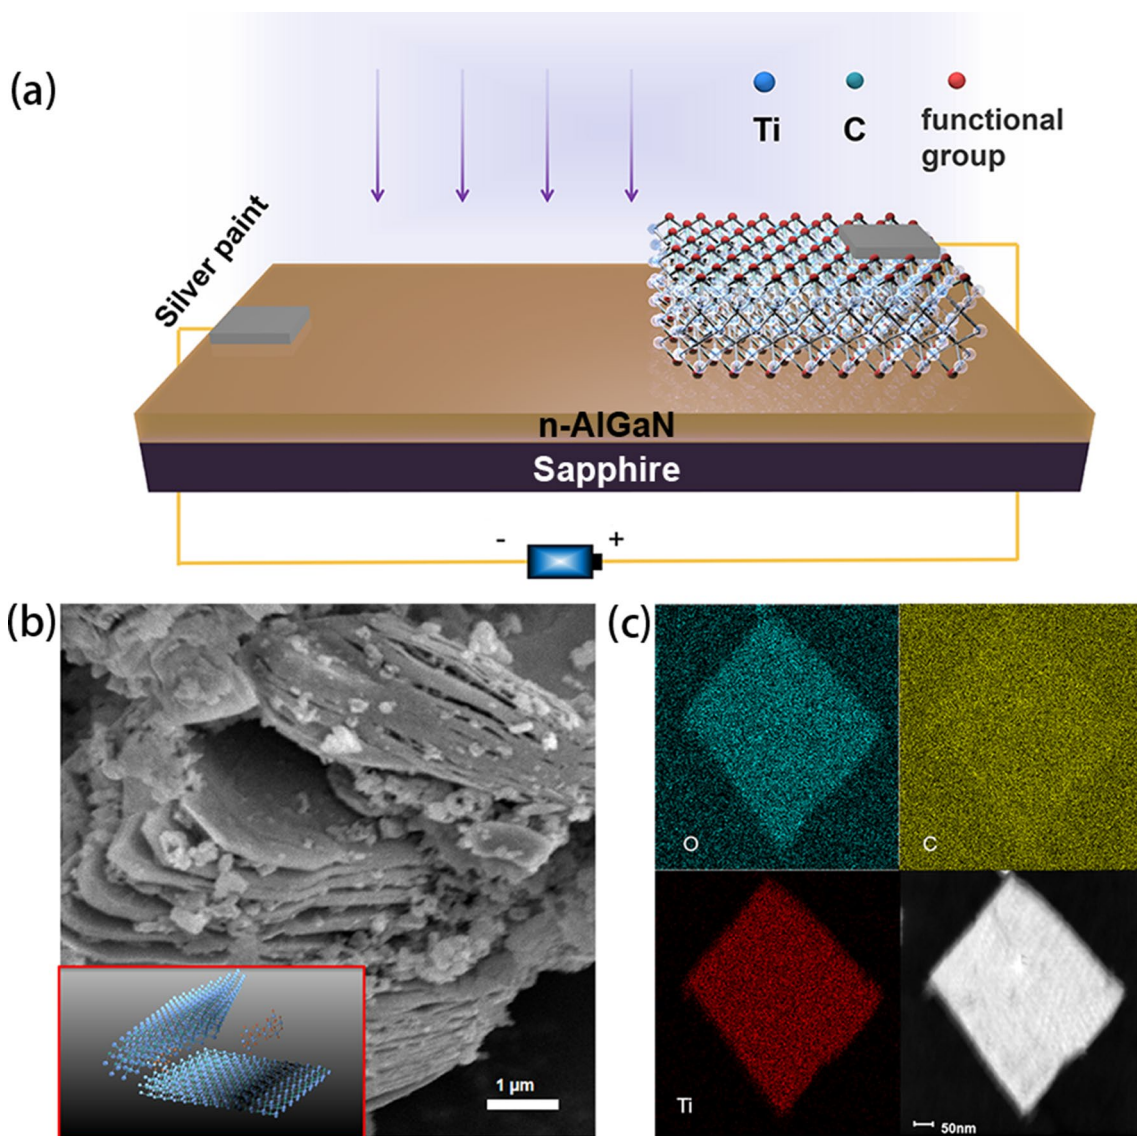 (a)
Ti
C
functional
group
Silver paint
n-AlGaN
Sapphire
- +
(b)
1 μm
(c)
O
C
Ti
50nm